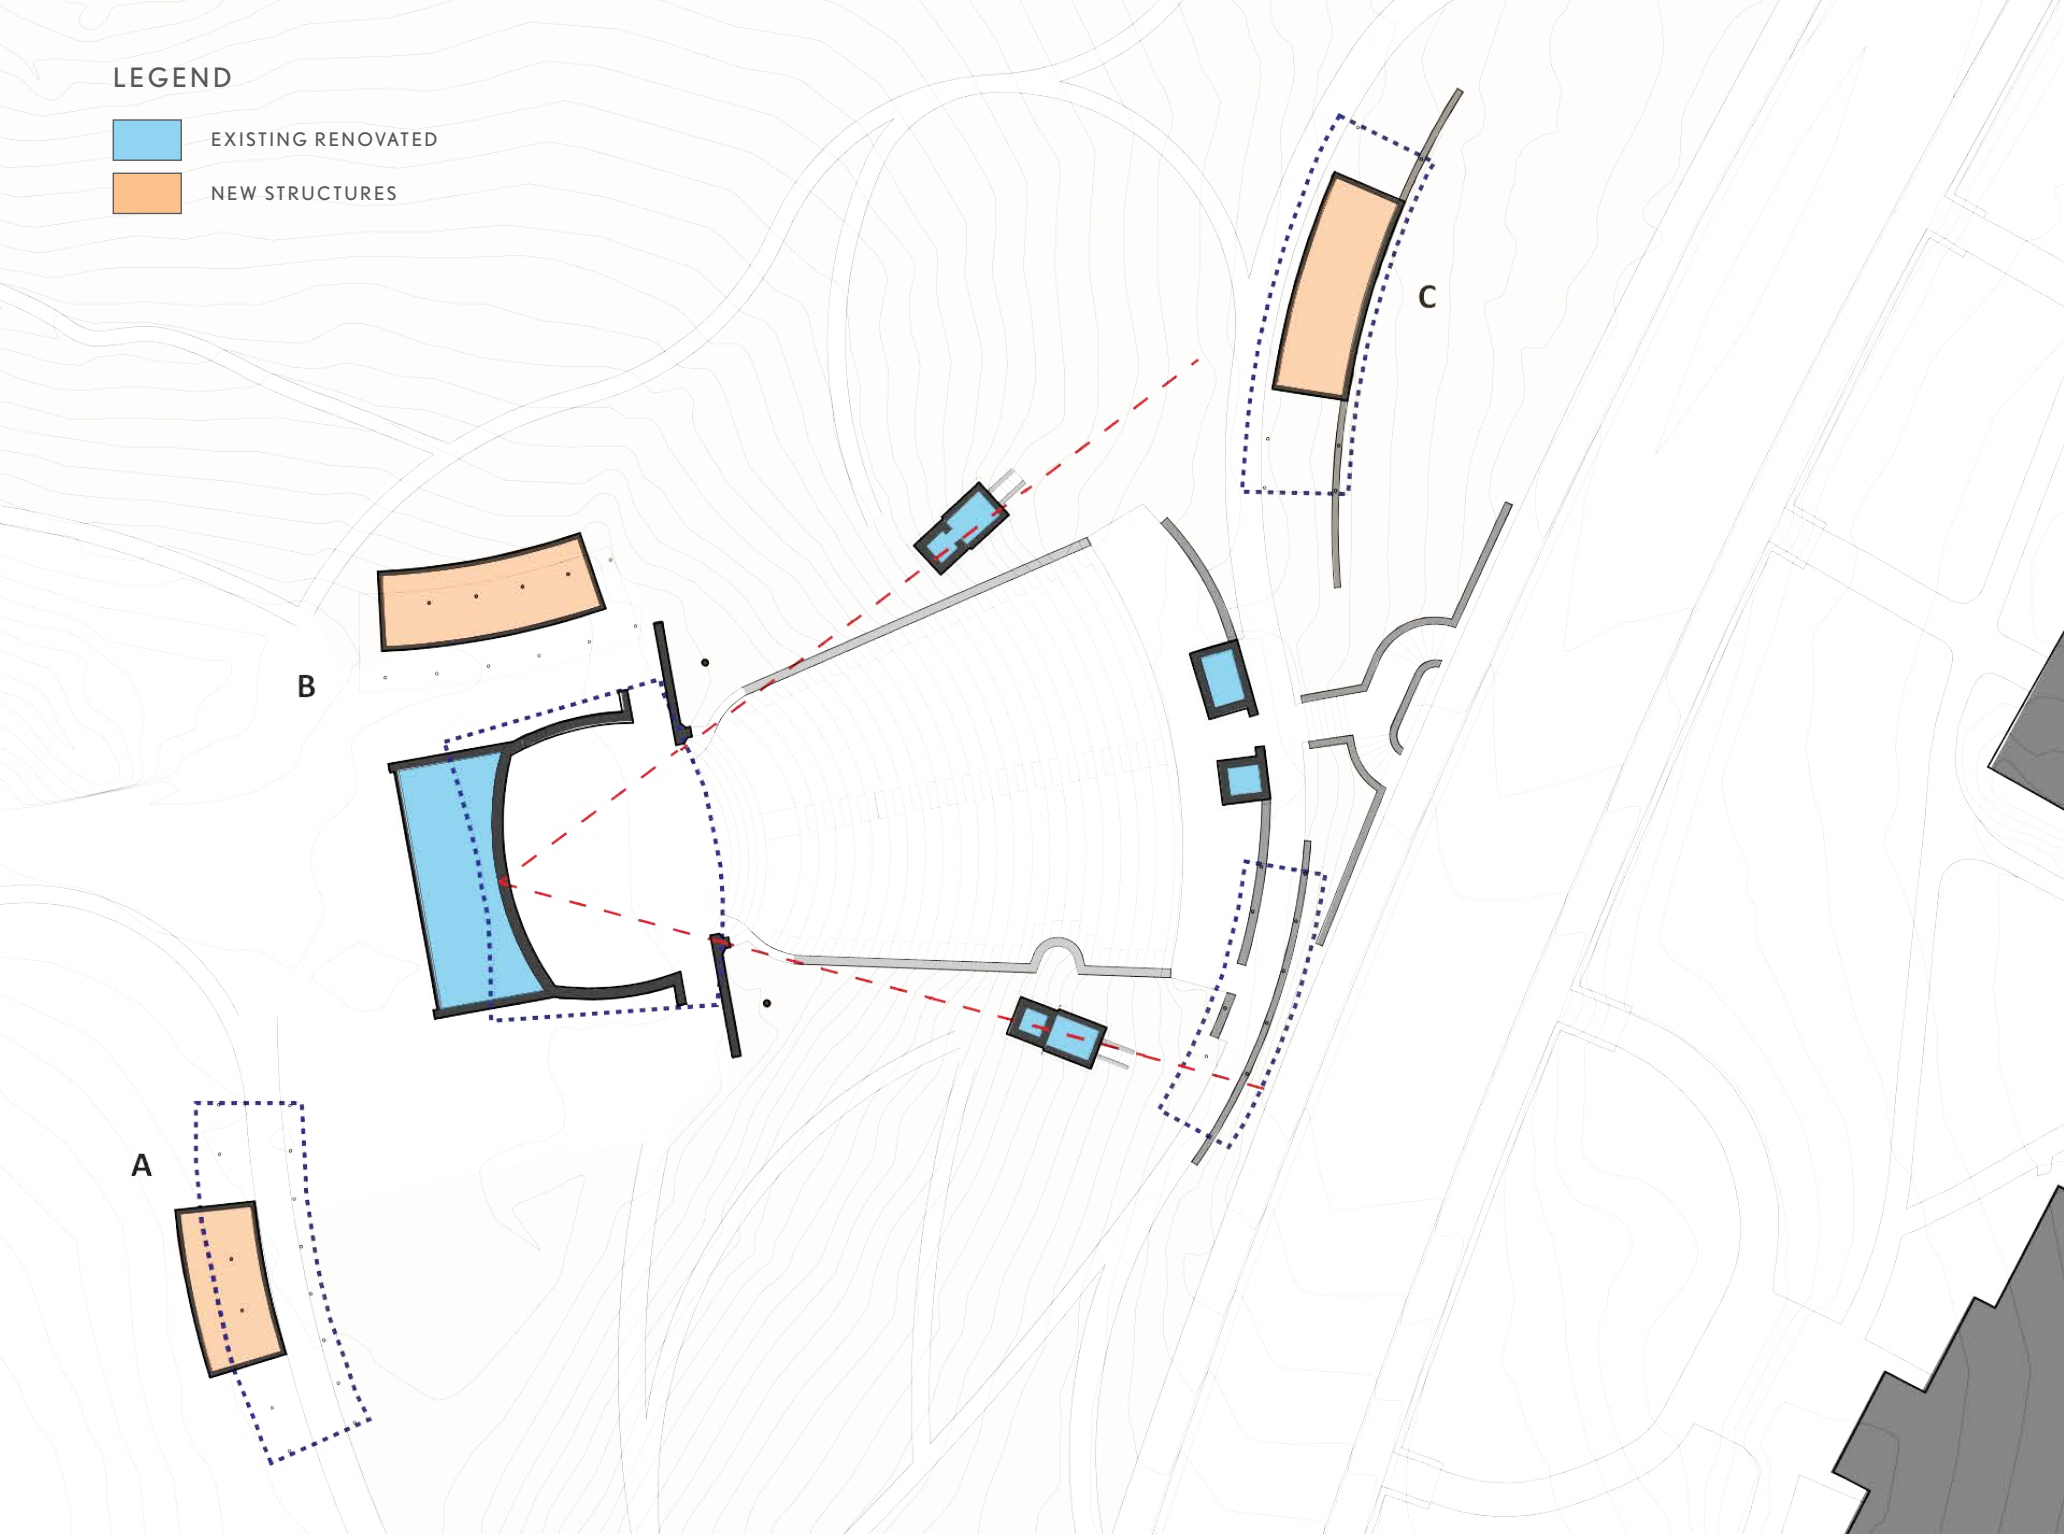 LEGEND
EXISTING RENOVATED
NEW STRUCTURES
C
B
A